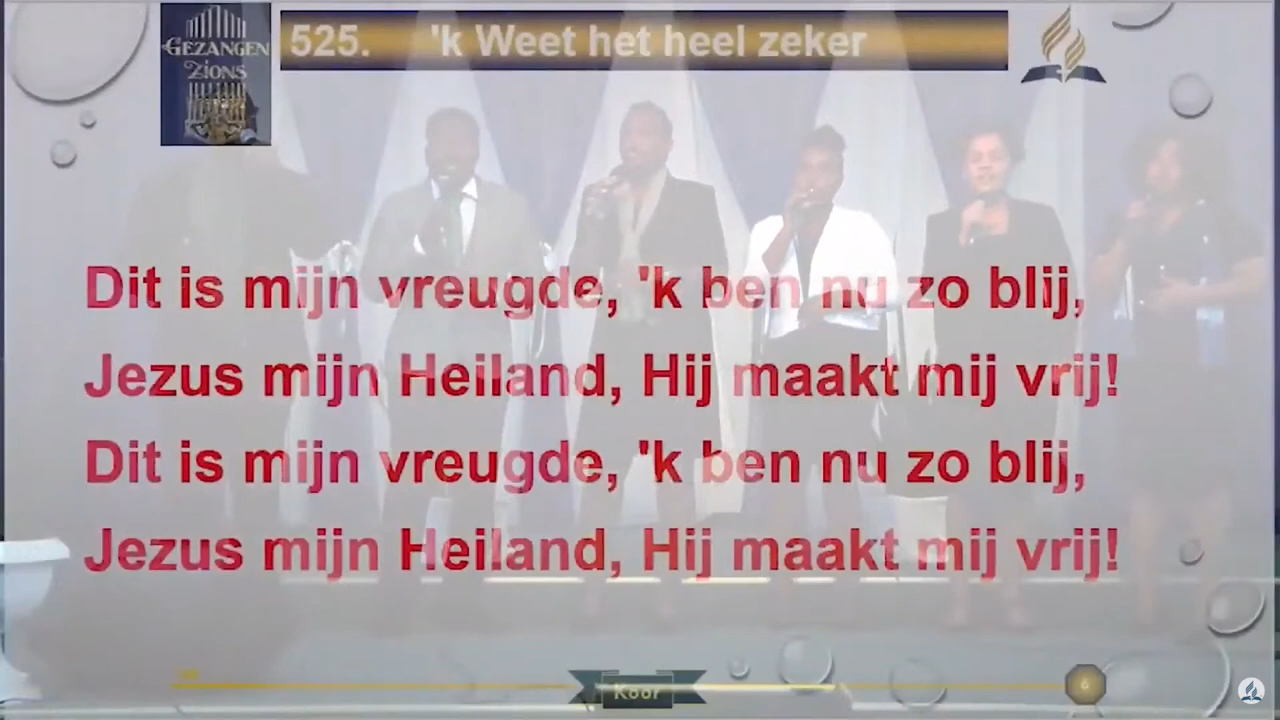 GEZANGEN
ZIONS
525. 'k Weet het heel zeker
Dit is mijn vreugde, 'k ben nu zo blij,
Jezus mijn Heiland, Hij maakt mij vrij!
Dit is mijn vreugde, 'k ben nu zo blij,
Jezus mijn Heiland, Hij maakt mij vrij!
Koor
6